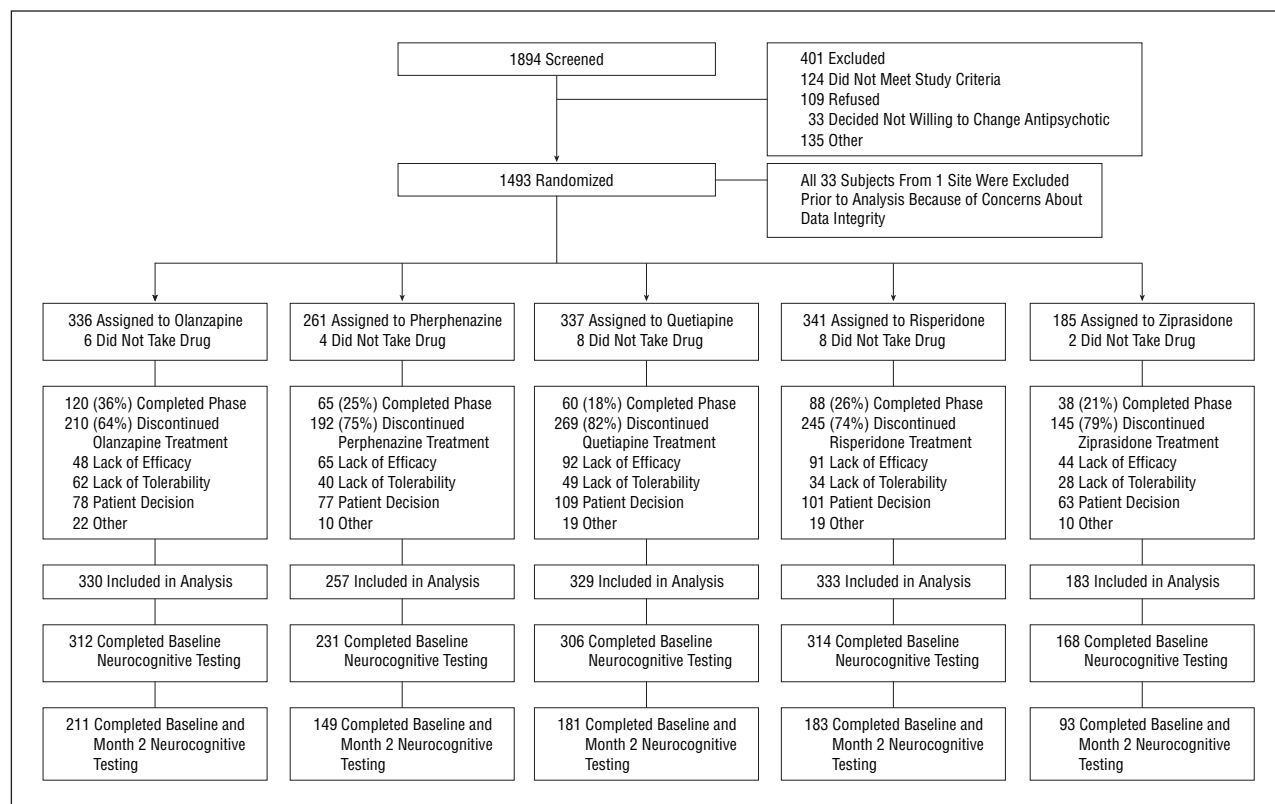 1894 Screened
401 Excluded
124 Did Not Meet Study Criteria
109 Refused
33 Decided Not Willing to Change Antipsychotic
135 Other
1493 Randomized
All 33 Subjects From 1 Site Were Excluded
Prior to Analysis Because of Concerns About
Data Integrity
336 Assigned to Olanzapine
6 Did Not Take Drug
261 Assigned to Pherphenazine
4 Did Not Take Drug
337 Assigned to Quetiapine
8 Did Not Take Drug
341 Assigned to Risperidone
8 Did Not Take Drug
185 Assigned to Ziprasidone
2 Did Not Take Drug
120 (36%) Completed Phase
210 (64%) Discontinued
Olanzapine Treatment
48 Lack of Efficacy
62 Lack of Tolerability
78 Patient Decision
22 Other
65 (25%) Completed Phase
192 (75%) Discontinued
Perphenazine Treatment
65 Lack of Efficacy
40 Lack of Tolerability
77 Patient Decision
10 Other
60 (18%) Completed Phase
269 (82%) Discontinued
Quetiapine Treatment
92 Lack of Efficacy
49 Lack of Tolerability
109 Patient Decision
19 Other
88 (26%) Completed Phase
245 (74%) Discontinued
Risperidone Treatment
91 Lack of Efficacy
34 Lack of Tolerability
101 Patient Decision
19 Other
38 (21%) Completed Phase
145 (79%) Discontinued
Ziprasidone Treatment
44 Lack of Efficacy
28 Lack of Tolerability
63 Patient Decision
10 Other
330 Included in Analysis
257 Included in Analysis
329 Included in Analysis
333 Included in Analysis
183 Included in Analysis
312 Completed Baseline
Neurocognitive Testing
231 Completed Baseline
Neurocognitive Testing
306 Completed Baseline
Neurocognitive Testing
314 Completed Baseline
Neurocognitive Testing
168 Completed Baseline
Neurocognitive Testing
211 Completed Baseline and
Month 2 Neurocognitive
Testing
149 Completed Baseline and
Month 2 Neurocognitive
Testing
181 Completed Baseline and
Month 2 Neurocognitive
Testing
183 Completed Baseline and
Month 2 Neurocognitive
Testing
93 Completed Baseline and
Month 2 Neurocognitive
Testing